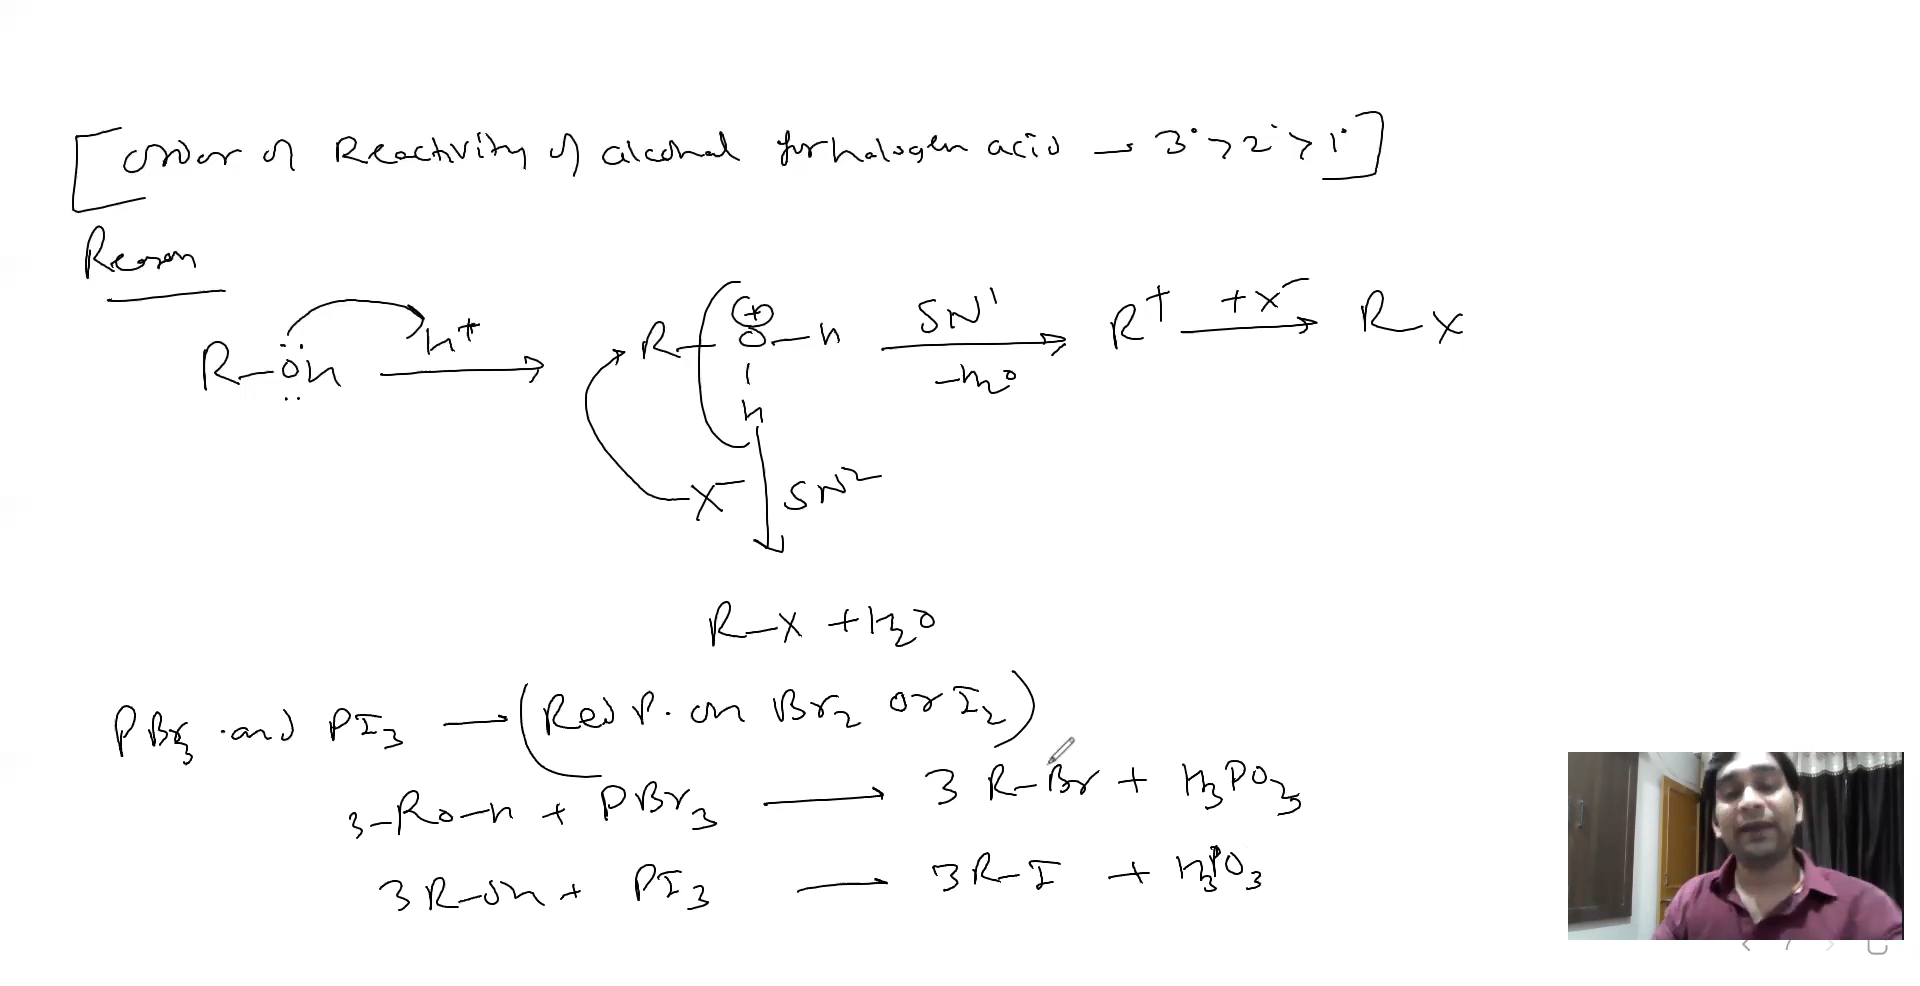 [Order of Reactivity of alcohol for halogen acid → 3° > 2° > 1°]
Reason
R–ÖH H⁺ → R–O⁺–H SN¹ –H₂O → R⁺ +X⁻ → R X
H
X⁻ SN²
R–X + H₂O
PBr₃ and PI₃ → (Red P. on Br₂ or I₂)
3–RO–H + PBr₃ → 3 R–Br + H₃PO₃
3 R–OH + PI₃ → 3 R–I + H₃PO₃